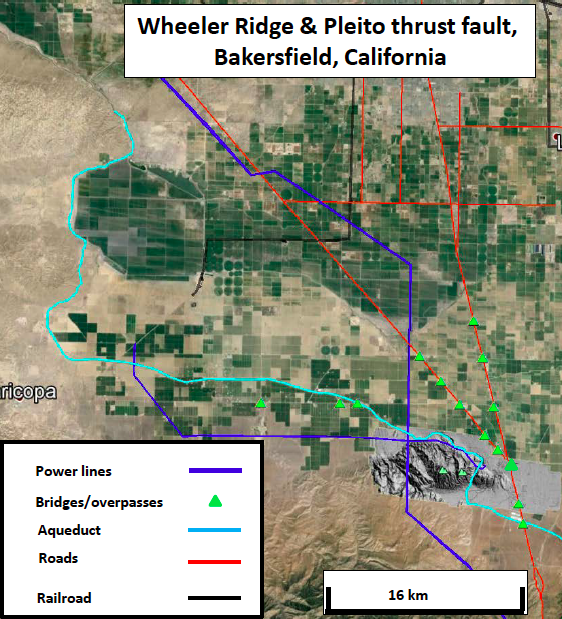 Wheeler Ridge & Pleito thrust fault,
Bakersfield, California
ricopa
Power lines
Bridges/overpasses
Aqueduct
Roads
Railroad
16 km